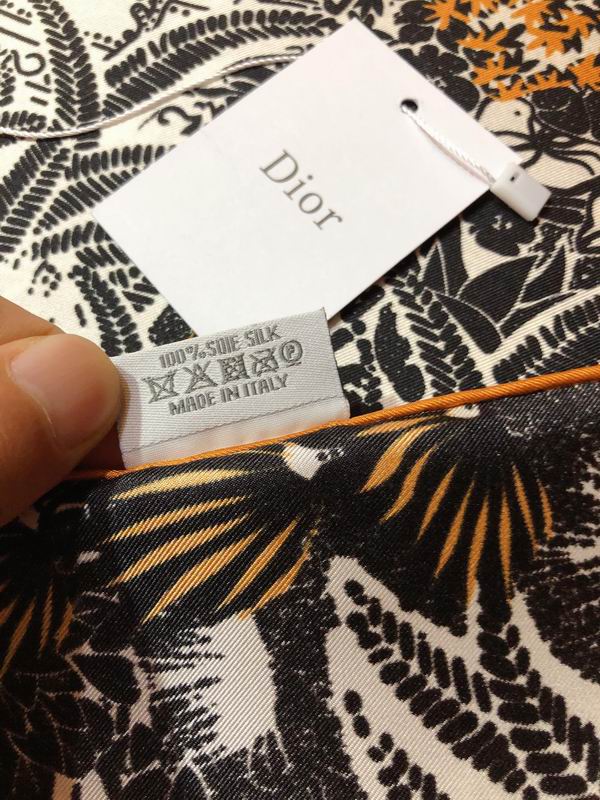 Dior
100% SOIE SILK
P
MADE IN ITALY